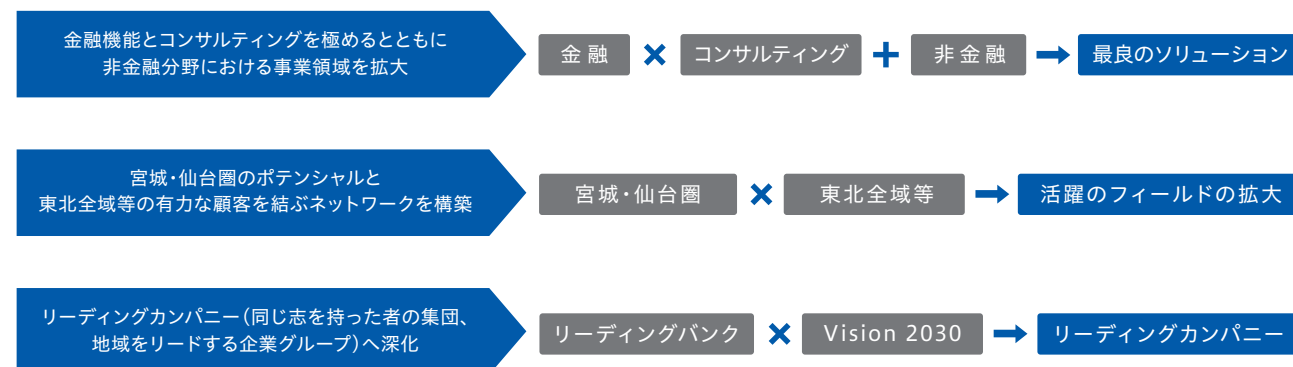 金融機能とコンサルティングを極めるとともに
非金融分野における事業領域を拡大
金融 × コンサルティング + 非金融 → 最良のソリューション
宮城・仙台圏のポテンシャルと
東北全域等の有力な顧客を結ぶネットワークを構築
宮城・仙台圏 × 東北全域等 → 活躍のフィールドの拡大
リーディングカンパニー(同じ志を持った者の集団、
地域をリードする企業グループ)へ深化
リーディングバンク × Vision 2030 → リーディングカンパニー